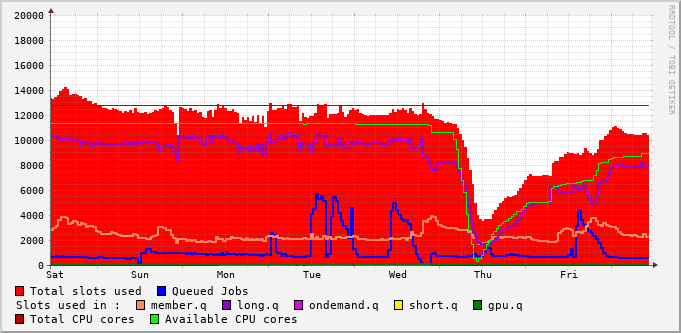 20000
18000
16000
14000
12000
10000
8000
6000
4000
2000
0
Sat Sun Mon Tue Wed Thu Fri
Total slots used Queued Jobs
Slots used in : member.q long.q ondemand.q short.q gpu.q
Total CPU cores
Available CPU cores
RRDTOOL / TOBI OETIKER